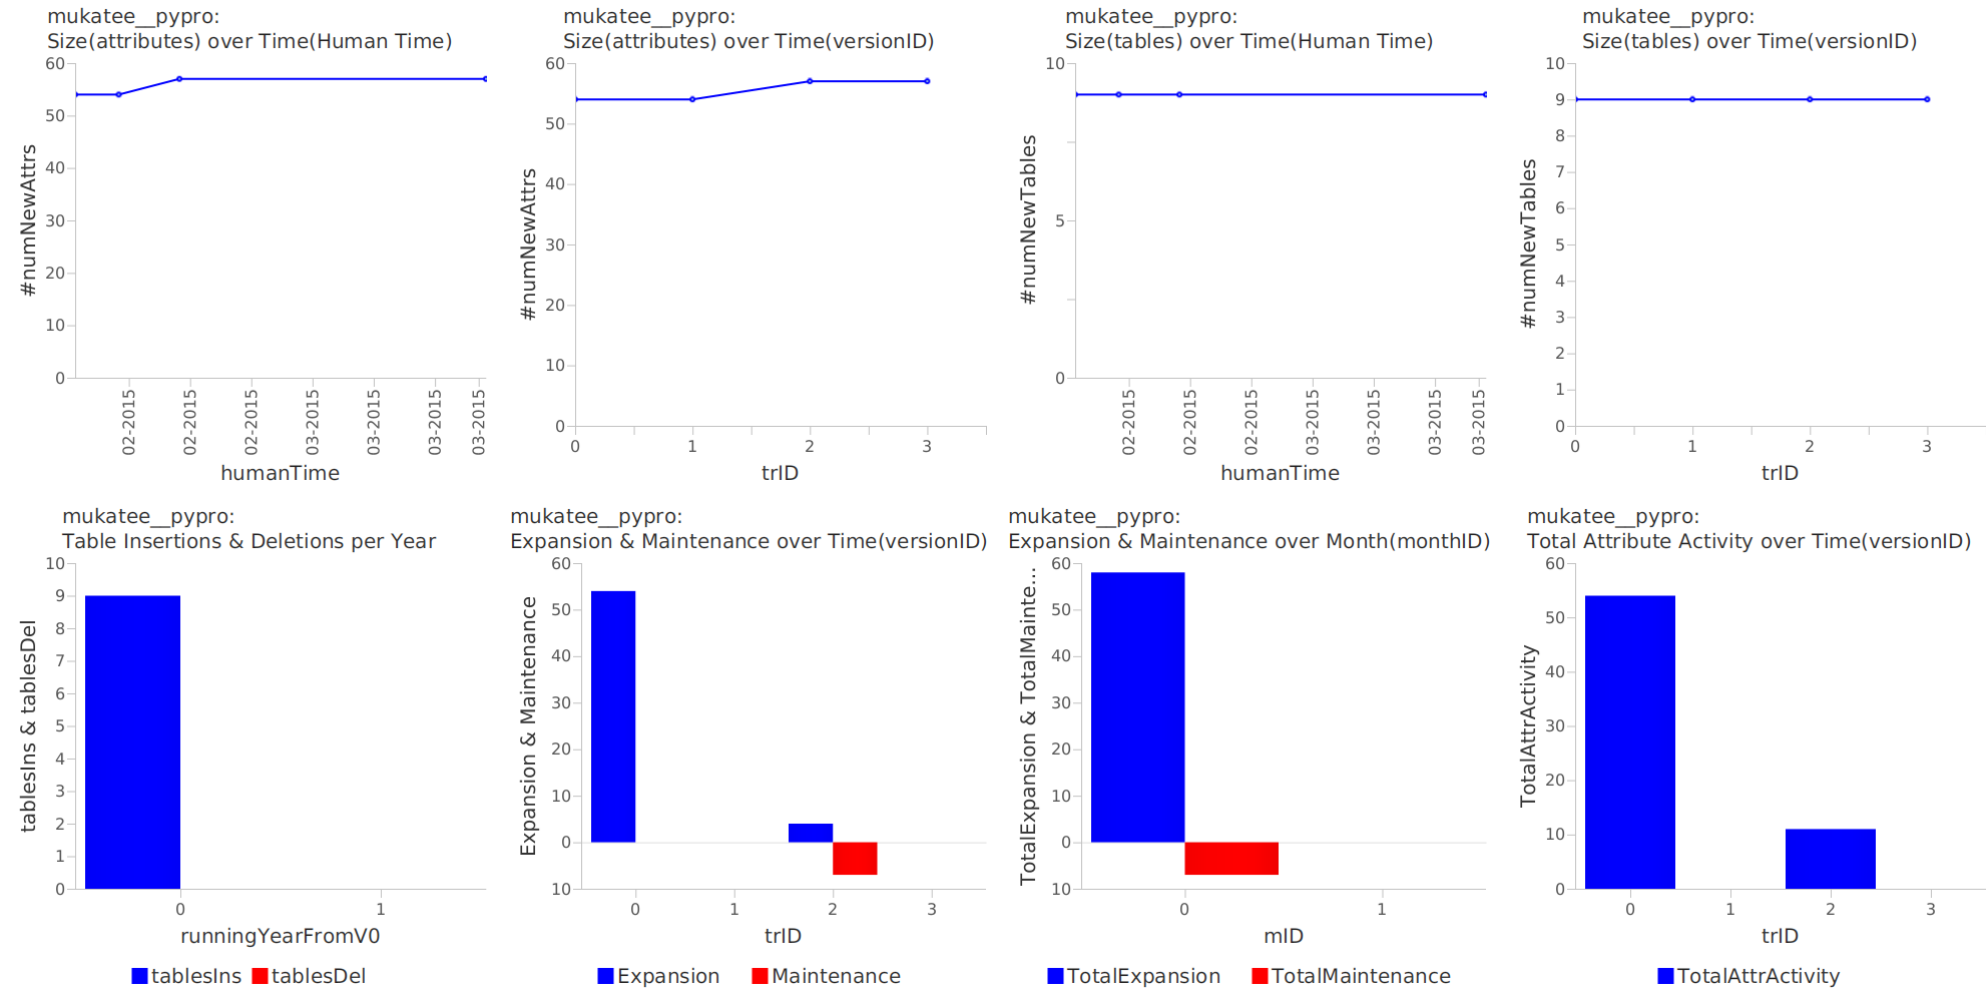 mukatee__pypro:
Size(attributes) over Time(Human Time)
60
50
40
30
20
10
0
#numNewAttrs
02-2015
02-2015
02-2015
03-2015
03-2015
03-2015
03-2015
humanTime
mukatee__pypro:
Size(attributes) over Time(versionID)
60
50
40
30
20
10
0
#numNewAttrs
0
1
2
3
trID
mukatee__pypro:
Size(tables) over Time(Human Time)
10
5
0
#numNewTables
02-2015
02-2015
02-2015
03-2015
03-2015
03-2015
03-2015
humanTime
mukatee__pypro:
Size(tables) over Time(versionID)
10
9
8
7
6
5
4
3
2
1
0
#numNewTables
0
1
2
3
trID
mukatee__pypro:
Table Insertions & Deletions per Year
10
9
8
7
6
5
4
3
2
1
0
tablesIns & tablesDel
0
1
runningYearFromV0
tablesIns
tablesDel
mukatee__pypro:
Expansion & Maintenance over Time(versionID)
60
50
40
30
20
10
0
10
Expansion & Maintenance
0
1
2
3
trID
Expansion
Maintenance
mukatee__pypro:
Expansion & Maintenance over Month(monthID)
60
50
40
30
20
10
0
10
TotalExpansion & TotalMainte...
0
1
mID
TotalExpansion
TotalMaintenance
mukatee__pypro:
Total Attribute Activity over Time(versionID)
60
50
40
30
20
10
0
TotalAttrActivity
0
1
2
3
trID
TotalAttrActivity